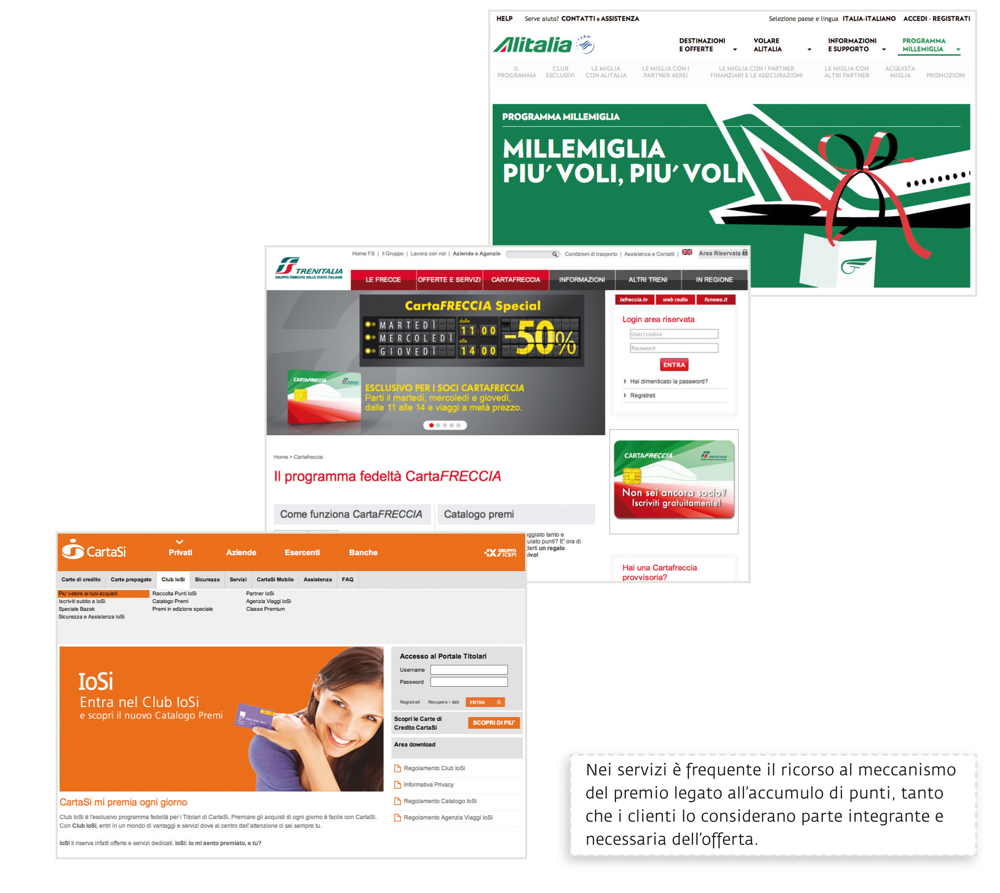 HELP Serve aiuto? CONTATTI e ASSISTENZA Selezione paese e lingua ITALIA-ITALIANO ACCEDI - REGISTRATI
Alitalia
DESTINAZIONI E OFFERTE
VOLARE ALITALIA
INFORMAZIONI E SUPPORTO
PROGRAMMA MILLEMIGLIA
IL PROGRAMMA
CLUB ESCLUSIVI
LE MIGLIA CON ALITALIA
LE MIGLIA CON I PARTNER AEREI
LE MIGLIA CON I PARTNER FINANZIARI E LE ASSICURAZIONI
LE MIGLIA CON ALTRI PARTNER
ACQUISTA MIGLIA
PROMOZIONI
PROGRAMMA MILLEMIGLIA
MILLEMIGLIA
PIU' VOLI, PIU' VOLI
Home FS | Il Gruppo | Lavora con noi | Aziende e Agenzie Condizioni di trasporto | Assistenza e Contatti | Area Riservata
TRENITALIA
GRUPPO FERROVIE DELLO STATO ITALIANE
LE FRECCE OFFERTE E SERVIZI CARTAFRECCIA INFORMAZIONI ALTRI TRENI IN REGIONE
CartaFRECCIA Special
MARTEDÌ
MERCOLEDÌ
GIOVEDÌ
dalle
11:00
alle
14:00
-50%
CARTAFRECCIA TRENITALIA
ESCLUSIVO PER I SOCI CARTAFRECCIA
Parti il martedì, mercoledì e giovedì,
dalle 11 alle 14 e viaggi a metà prezzo.
lafreccia.tv web radio fsnews.it
Login area riservata
User/codice
Password
ENTRA
Hai dimenticato la password?
Registrati
CARTAFRECCIA TRENITALIA
Non sei ancora socio?
Iscriviti gratuitamente!
Home > Cartafreccia
Il programma fedeltà CartaFRECCIA
Come funziona CartaFRECCIA
Catalogo premi
ggiato tanto e
ulato punti? E' ora di
derti un regalo
ivo!
Hai una Cartafreccia
provvisoria?
CartaSi
Privati Aziende Esercenti Banche
GRUPPO
ICBPI
Carte di credito Carte prepagate Club IoSi Sicurezza Servizi CartaSi Mobile Assistenza FAQ
Piu' valore ai tuoi acquisti Raccolta Punti IoSi Partner IoSi
Iscriviti subito a IoSi Catalogo Premi Agenzia Viaggi IoSi
Speciale Bazak Premi in edizione speciale Classe Premium
Sicurezza e Assistenza IoSi
IoSi
Entra nel Club IoSi
e scopri il nuovo Catalogo Premi
Accesso al Portale Titolari
Username
Password
Registrati Recupera i dati ENTRA
Scopri le Carte di
Credito CartaSi
SCOPRI DI PIU'
Area download
Regolamento Club IoSi
Informativa Privacy
Regolamento Catalogo IoSi
Regolamento Agenzia Viaggi IoSi
CartaSi mi premia ogni giorno
Club IoSi è l'esclusivo programma fedeltà per i Titolari di CartaSi. Premiare gli acquisti di ogni giorno è facile con CartaSi.
Con Club IoSi, entri in un mondo di vantaggi e servizi dove al centro dell'attenzione ci sei sempre tu.
IoSi ti riserva infatti offerte e servizi dedicati. IoSi: io mi sento premiato, e tu?
Nei servizi è frequente il ricorso al meccanismo
del premio legato all'accumulo di punti, tanto
che i clienti lo considerano parte integrante e
necessaria dell'offerta.